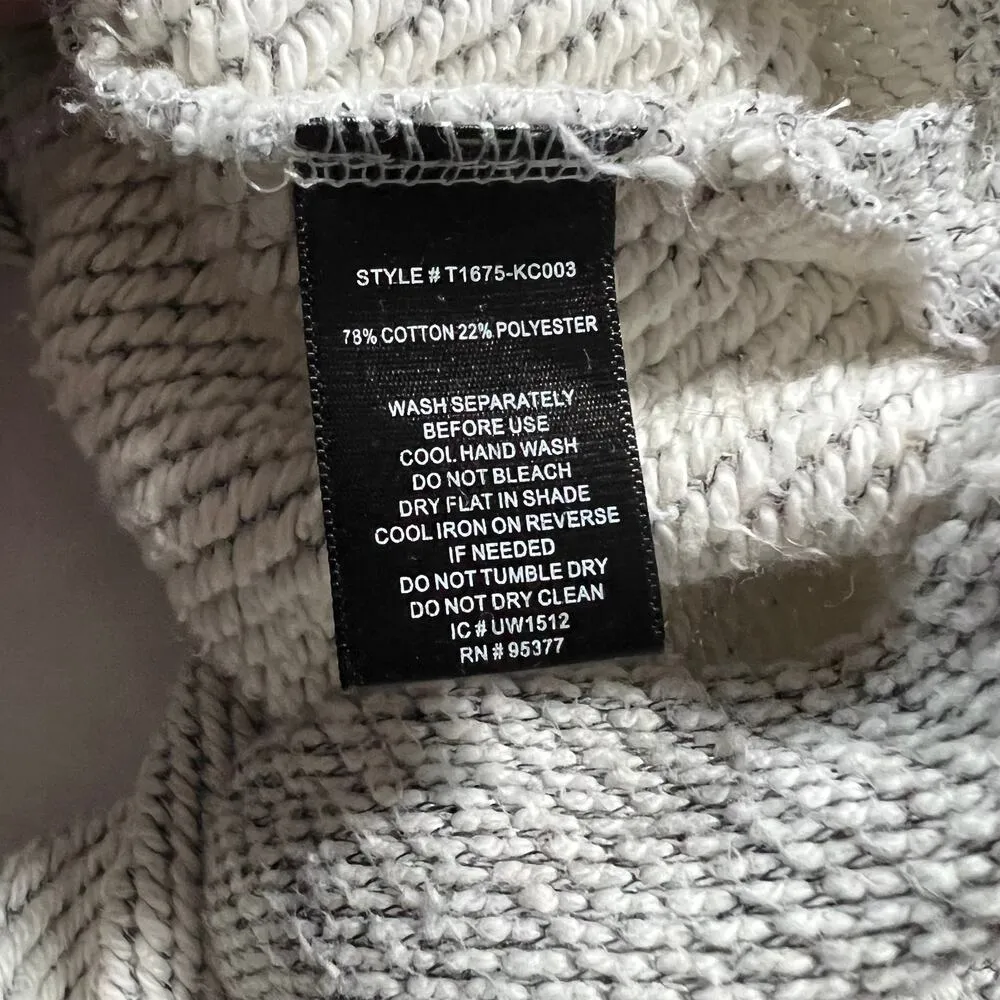 STYLE # T1675-KC003
78% COTTON 22% POLYESTER
WASH SEPARATELY
BEFORE USE
COOL HAND WASH
DO NOT BLEACH
DRY FLAT IN SHADE
COOL IRON ON REVERSE
IF NEEDED
DO NOT TUMBLE DRY
DO NOT DRY CLEAN
IC # UW1512
RN # 95377